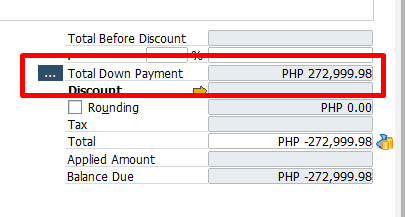 Total Before Discount
%
... Total Down Payment PHP 272,999.98
Discount
Rounding PHP 0.00
Tax
Total PHP -272,999.98
Applied Amount
Balance Due PHP -272,999.98